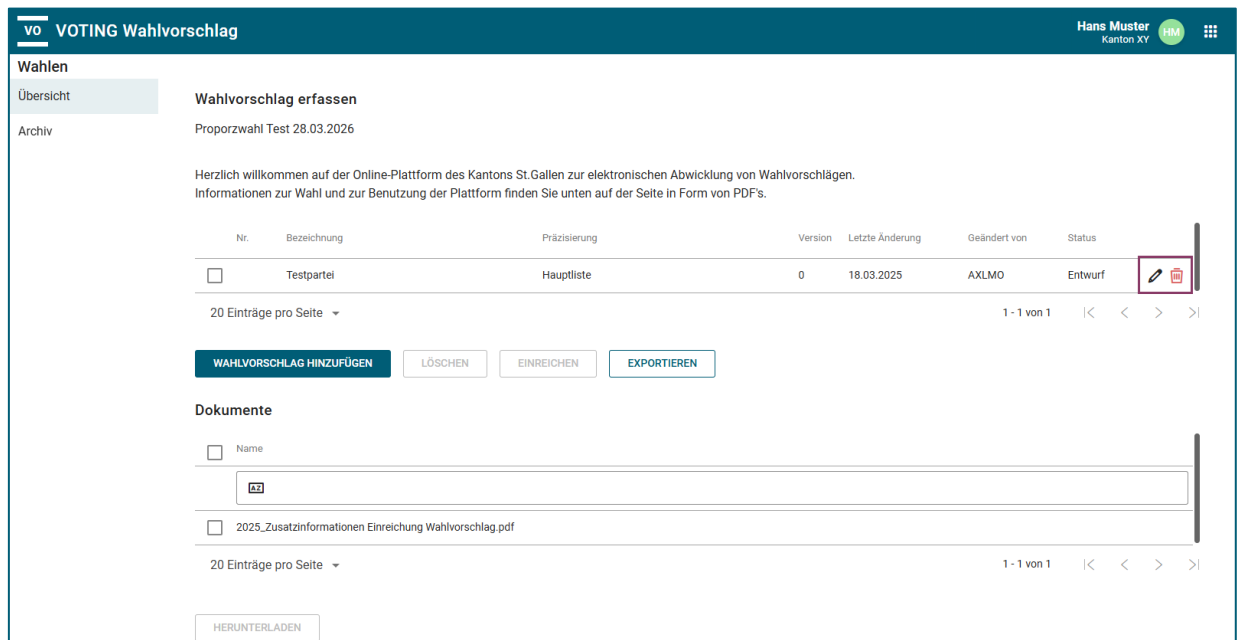 VO VOTING Wahlvorschlag
Hans Muster
Kanton XY
HM
Wahlen
Übersicht
Archiv
Wahlvorschlag erfassen
Proporzwahl Test 28.03.2026
Herzlich willkommen auf der Online-Plattform des Kantons St.Gallen zur elektronischen Abwicklung von Wahlvorschlägen.
Informationen zur Wahl und zur Benutzung der Plattform finden Sie unten auf der Seite in Form von PDF's.
Nr. Bezeichnung Präzisierung Version Letzte Änderung Geändert von Status
Testpartei Hauptliste 0 18.03.2025 AXLMO Entwurf
20 Einträge pro Seite 1 - 1 von 1
WAHLVORSCHLAG HINZUFÜGEN LÖSCHEN EINREICHEN EXPORTIEREN
Dokumente
Name
AZ
2025_Zusatzinformationen Einreichung Wahlvorschlag.pdf
20 Einträge pro Seite 1 - 1 von 1
HERUNTERLADEN